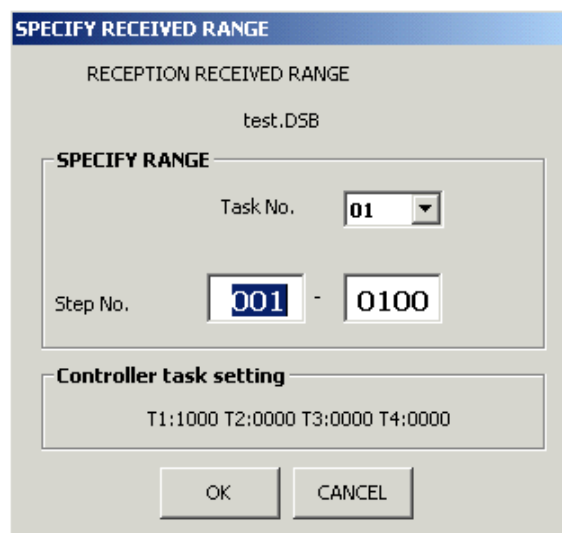 SPECIFY RECEIVED RANGE
RECEPTION RECEIVED RANGE
test.DSB
SPECIFY RANGE
Task No. 01
Step No. 001 - 0100
Controller task setting
T1:1000 T2:0000 T3:0000 T4:0000
OK CANCEL